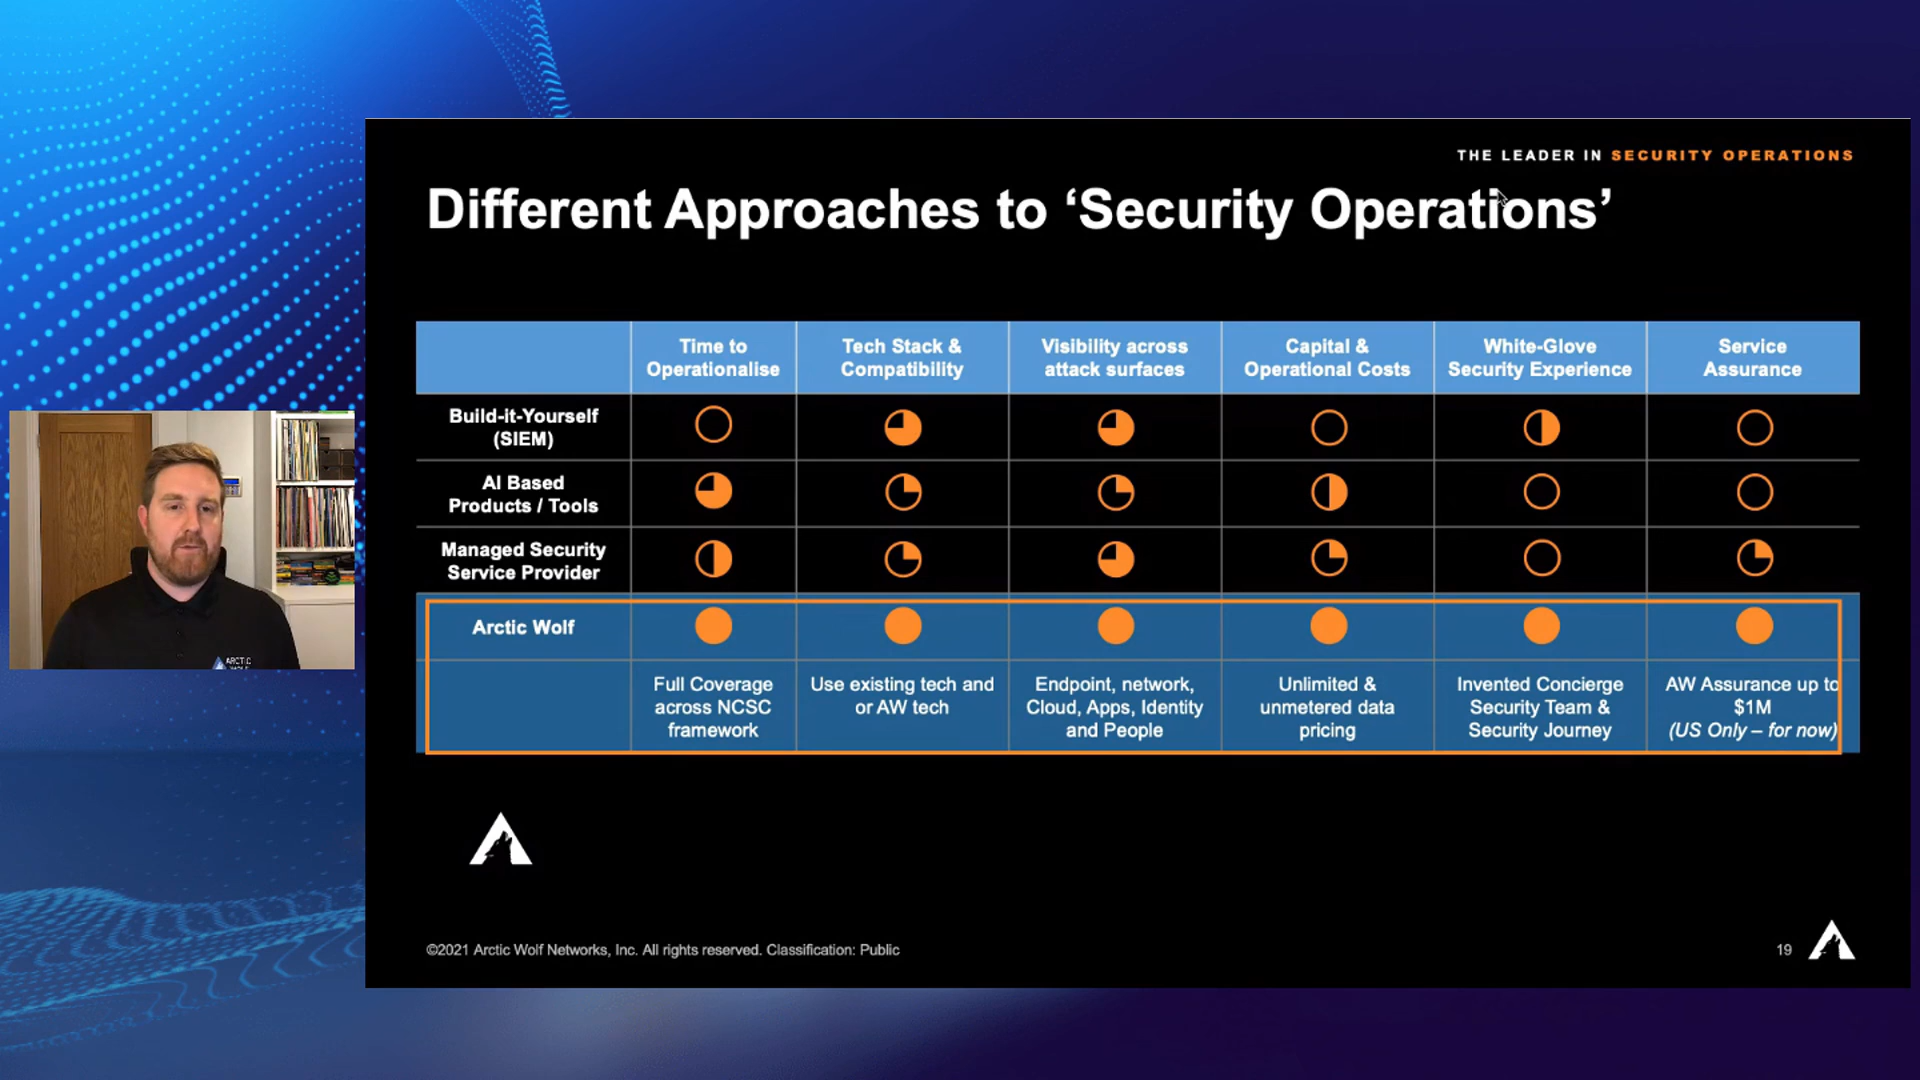 THE LEADER IN SECURITY OPERATIONS
Different Approaches to ‘Security Operations’
Time to
Operationalise
Tech Stack &
Compatibility
Visibility across
attack surfaces
Capital &
Operational Costs
White-Glove
Security Experience
Service
Assurance
Build-it-Yourself
(SIEM)
AI Based
Products / Tools
Managed Security
Service Provider
Arctic Wolf
Full Coverage
across NCSC
framework
Use existing tech and
or AW tech
Endpoint, network,
Cloud, Apps, Identity
and People
Unlimited &
unmetered data
pricing
Invented Concierge
Security Team &
Security Journey
AW Assurance up to
$1M
(US Only – for now)
ARCTIC
©2021 Arctic Wolf Networks, Inc. All rights reserved. Classification: Public
19